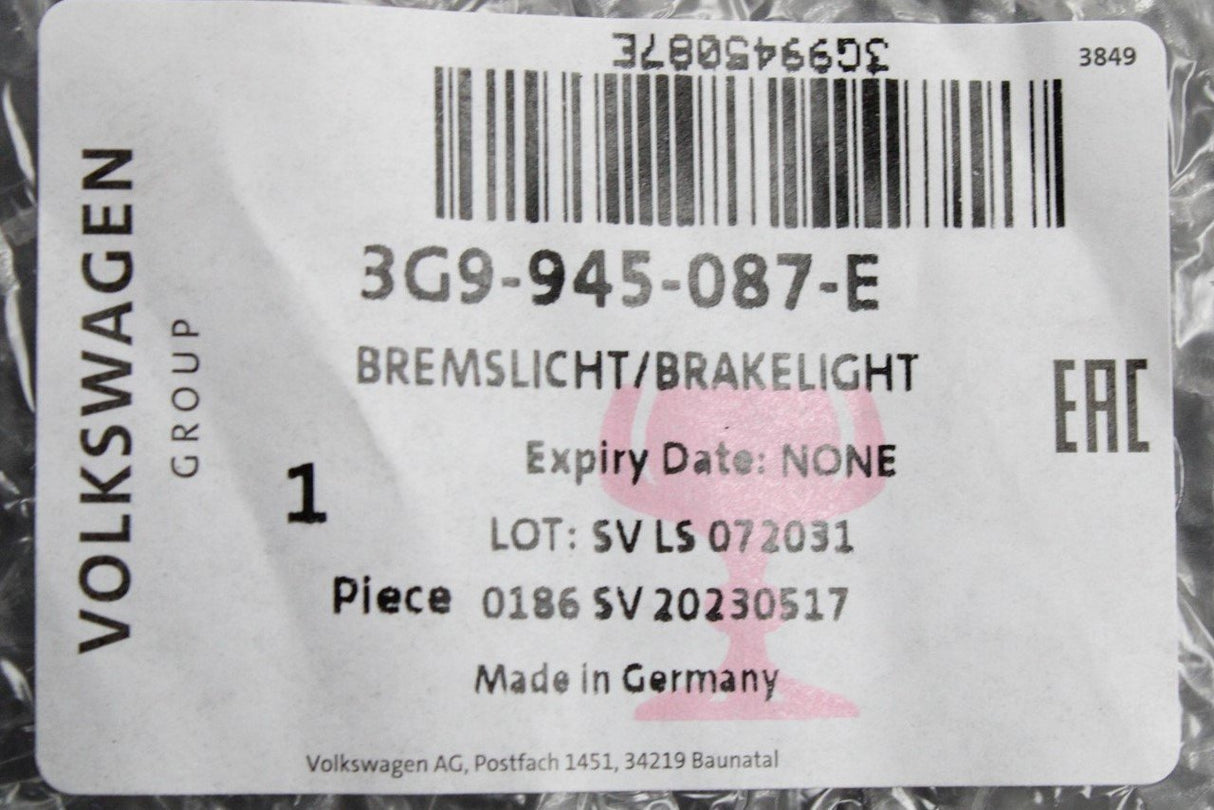 3G9945087E
3849
VOLKSWAGEN
GROUP
3G9-945-087-E
BREMSLICHT/BRAKELIGHT
EAC
Expiry Date: NONE
1
LOT: SV LS 072031
Piece 0186 SV 20230517
Made in Germany
Volkswagen AG, Postfach 1451, 34219 Baunatal